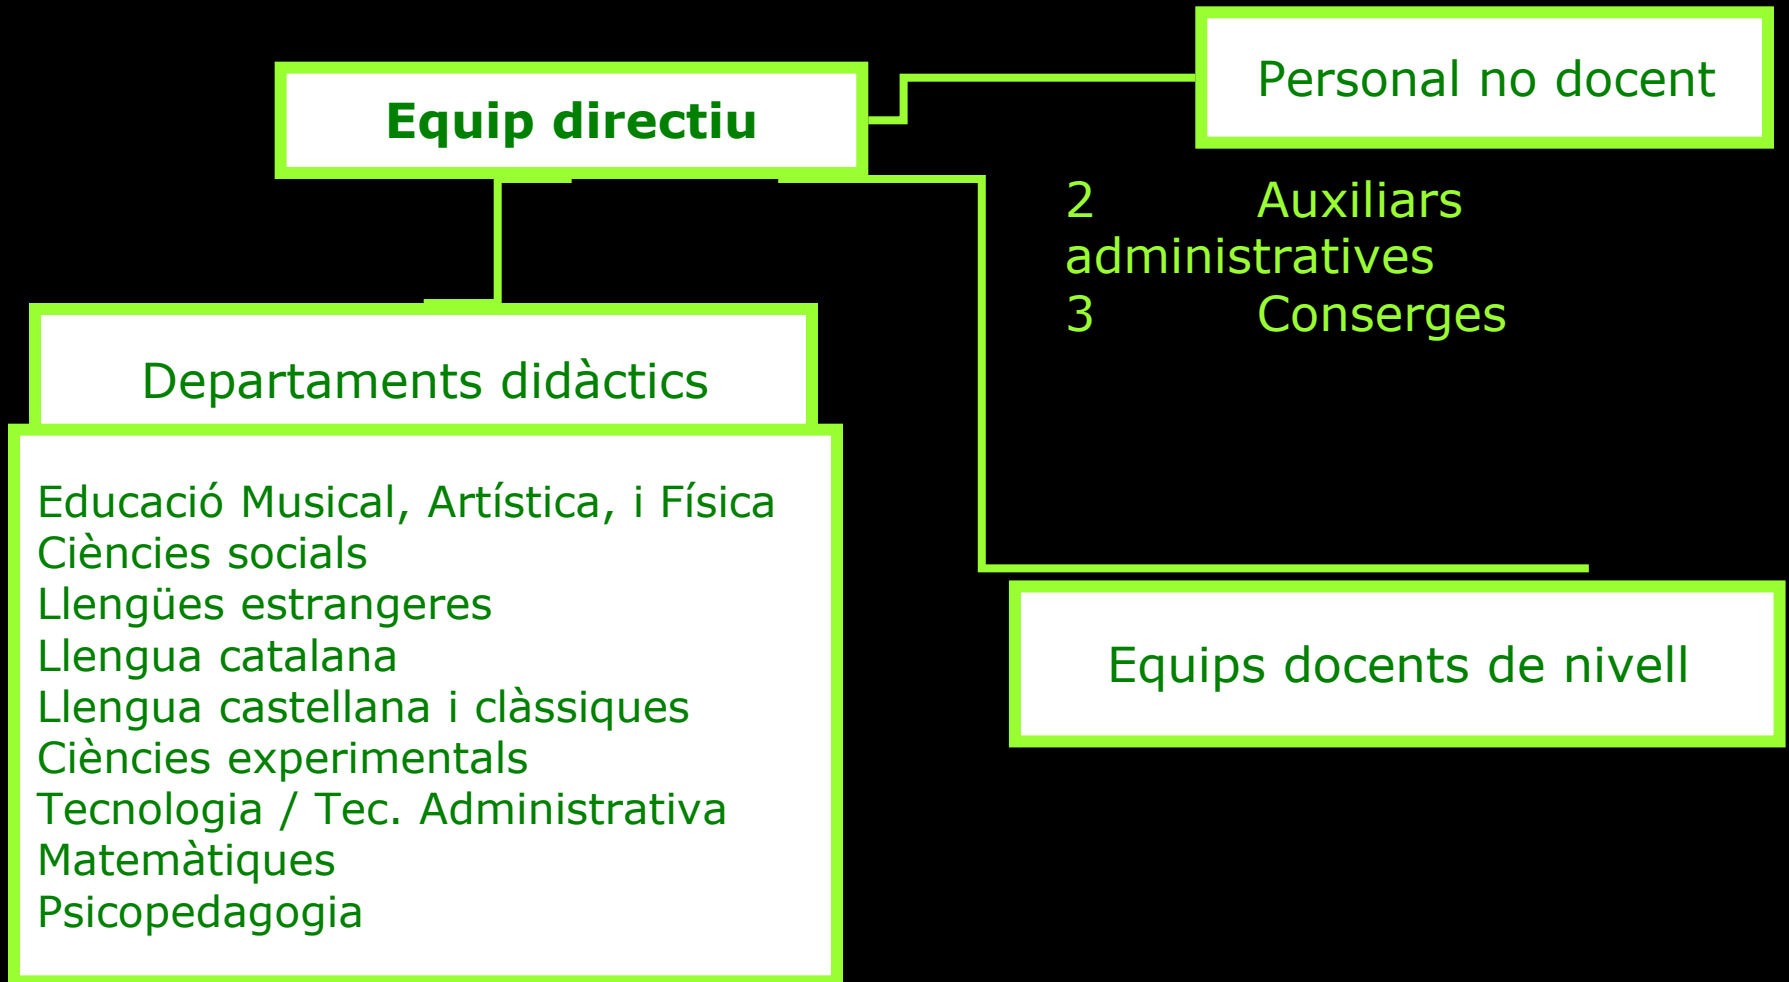 Equip directiu
Personal no docent
2 Auxiliars
administratives
3 Conserges
Departaments didàctics
Educació Musical, Artística, i Física
Ciències socials
Llengües estrangeres
Llengua catalana
Llengua castellana i clàssiques
Ciències experimentals
Tecnologia / Tec. Administrativa
Matemàtiques
Psicopedagogia
Equips docents de nivell